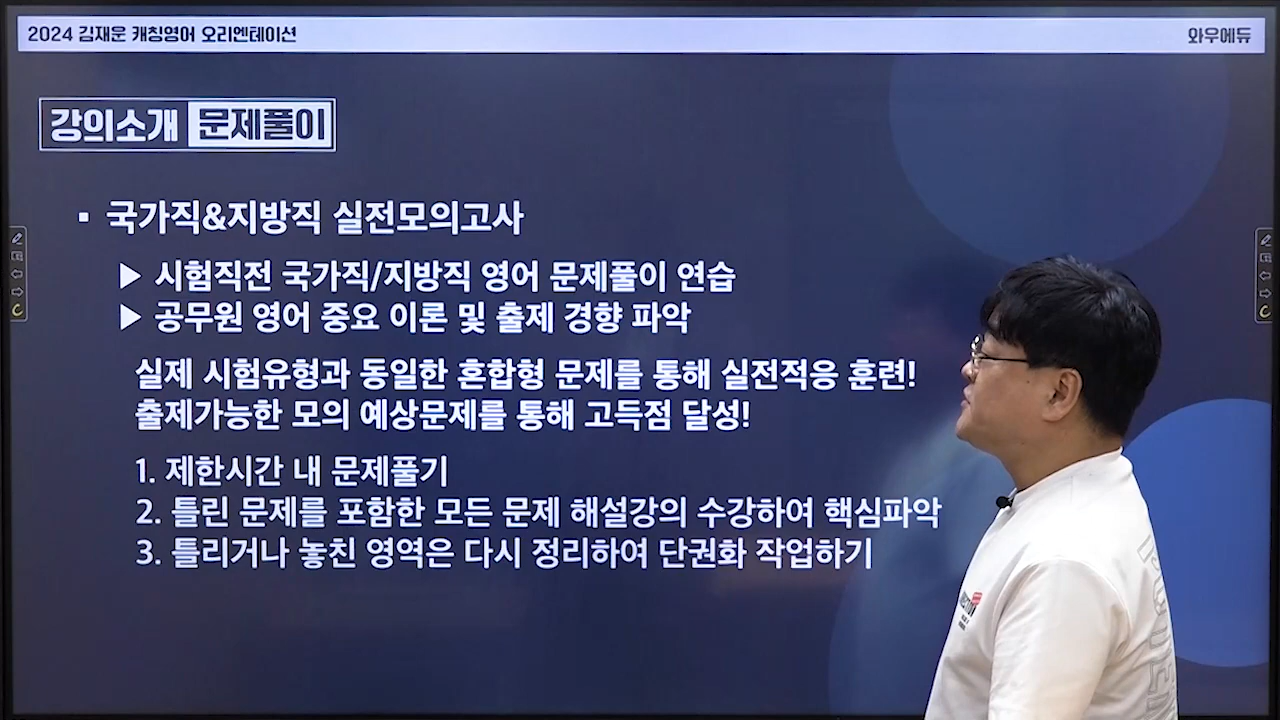 2024 김재운 캐칭영어 오리엔테이션
와우에듀
강의소개 문제풀이
▪ 국가직&지방직 실전모의고사
▶ 시험직전 국가직/지방직 영어 문제풀이 연습
▶ 공무원 영어 중요 이론 및 출제 경향 파악
실제 시험유형과 동일한 혼합형 문제를 통해 실전적응 훈련!
출제가능한 모의 예상문제를 통해 고득점 달성!
1. 제한시간 내 문제풀기
2. 틀린 문제를 포함한 모든 문제 해설강의 수강하여 핵심파악
3. 틀리거나 놓친 영역은 다시 정리하여 단권화 작업하기